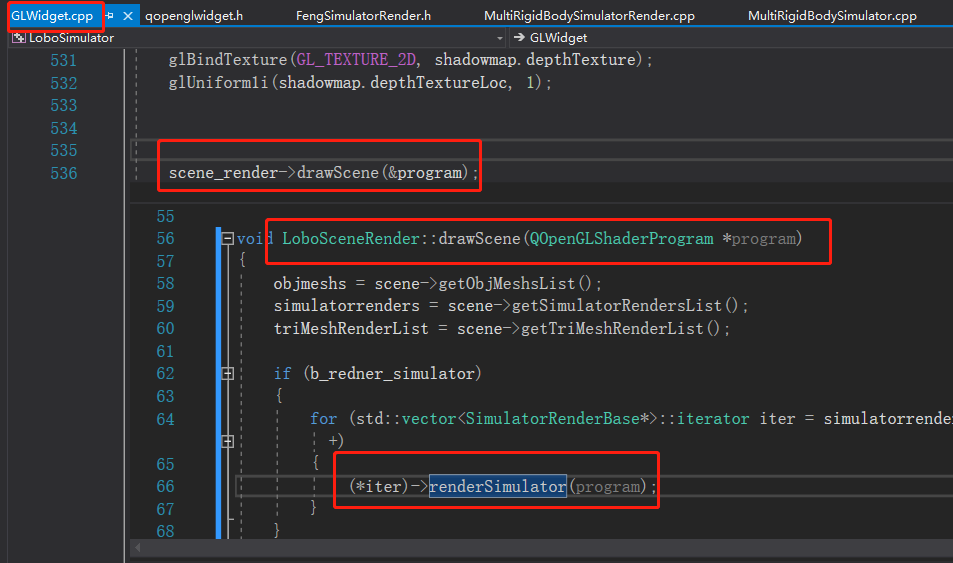 GLWidget.cpp qopenglwidget.h FengSimulatorRender.h MultiRigidBodySimulatorRender.cpp MultiRigidBodySimulator.cpp
LoboSimulator GLWidget
531 glBindTexture(GL_TEXTURE_2D, shadowmap.depthTexture);
532 glUniform1i(shadowmap.depthTextureLoc, 1);
533
534
535
536 scene_render->drawScene(&program);
55
56 void LoboSceneRender::drawScene(QOpenGLShaderProgram *program)
57 {
58 objmeshs = scene->getObjMeshsList();
59 simulatorrenders = scene->getSimulatorRendersList();
60 triMeshRenderList = scene->getTriMeshRenderList();
61
62 if (b_redner_simulator)
63 {
64 for (std::vector<SimulatorRenderBase*>::iterator iter = simulatorrender
+)
65 {
66 (*iter)->renderSimulator(program);
67 }
68 }